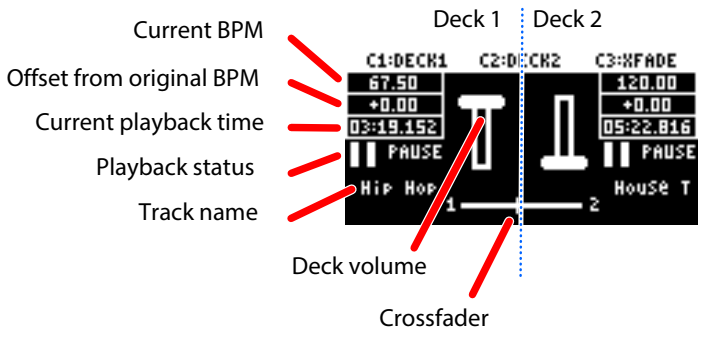 Deck 1 Deck 2
Current BPM
Offset from original BPM
Current playback time
Playback status
Track name
C1:DECK1 C2:DECK2 C3:XFADE
67.50 120.00
+0.00 +0.00
03:19.152 05:22.816
PAUSE PAUSE
Hip Hop House T
1 2
Deck volume
Crossfader